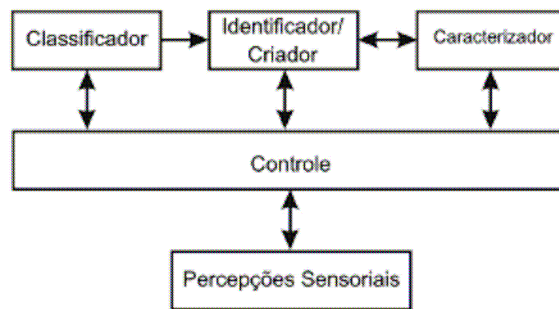 Classificador
Identificador/
Criador
Caracterizador
Controle
Percepções Sensoriais